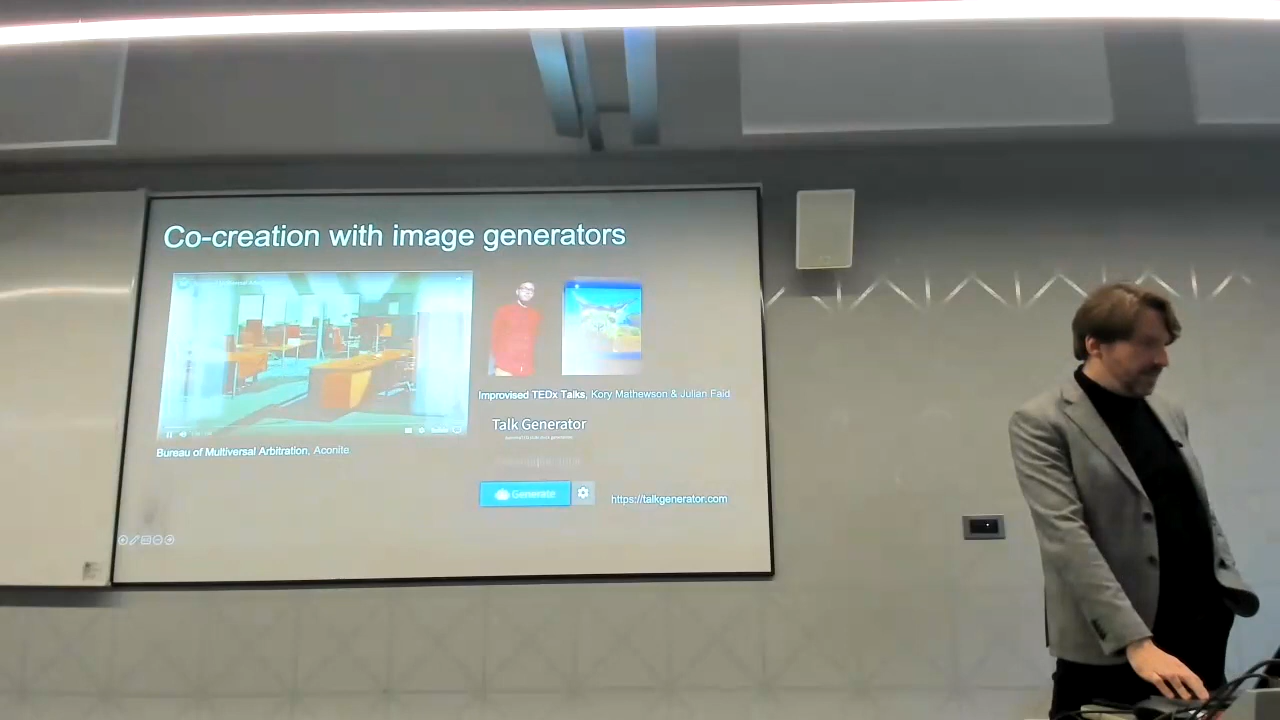 Co-creation with image generators
Improvised TEDx Talks, Kory Mathewson & Julian Faid
Talk Generator
Bureau of Multiversal Arbitration, Aconite
Generate
https://talkgenerator.com